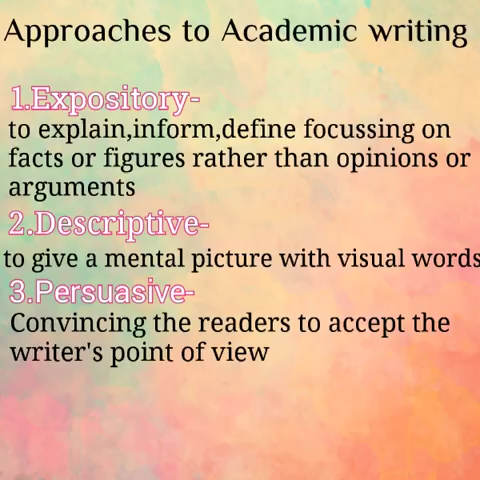 Approaches to Academic writing
1.Expository-
to explain,inform,define focussing on
facts or figures rather than opinions or
arguments
2.Descriptive-
to give a mental picture with visual words
3.Persuasive-
Convincing the readers to accept the
writer's point of view